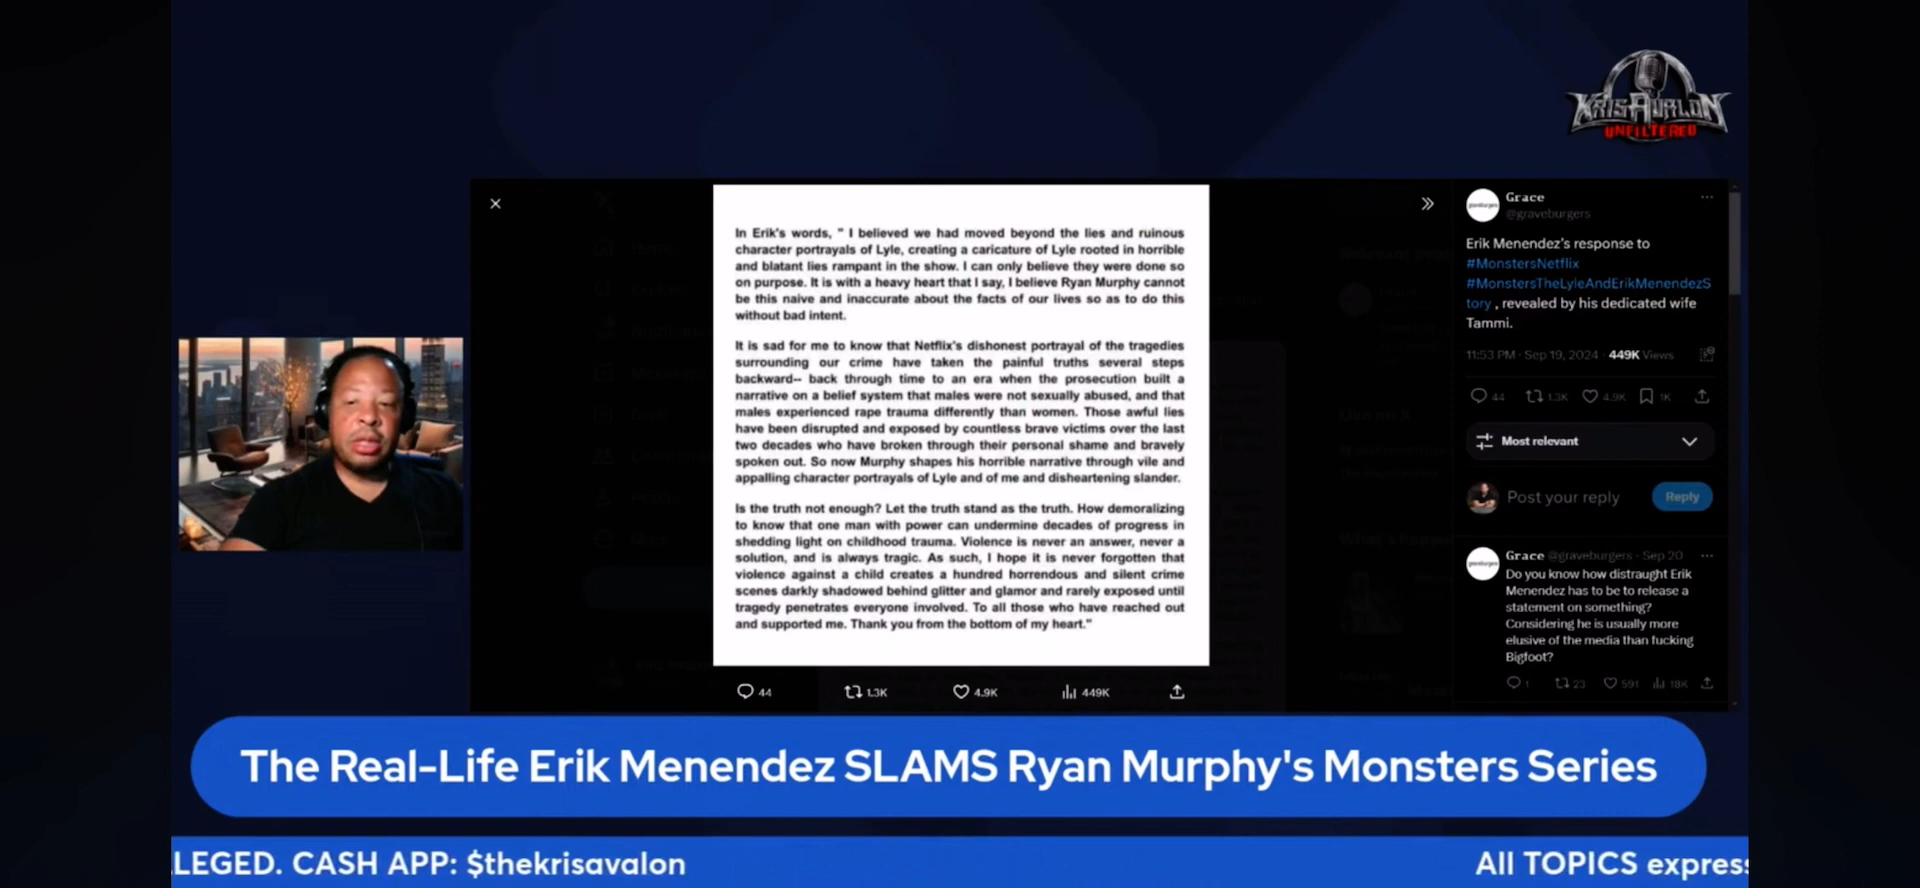 KRISAVALON
UNFILTERED
In Erik's words, " I believed we had moved beyond the lies and ruinous
character portrayals of Lyle, creating a caricature of Lyle rooted in horrible
and blatant lies rampant in the show. I can only believe they were done so
on purpose. It is with a heavy heart that I say, I believe Ryan Murphy cannot
be this naive and inaccurate about the facts of our lives so as to do this
without bad intent.
It is sad for me to know that Netflix's dishonest portrayal of the tragedies
surrounding our crime have taken the painful truths several steps
backward-- back through time to an era when the prosecution built a
narrative on a belief system that males were not sexually abused, and that
males experienced rape trauma differently than women. Those awful lies
have been disrupted and exposed by countless brave victims over the last
two decades who have broken through their personal shame and bravely
spoken out. So now Murphy shapes his horrible narrative through vile and
appalling character portrayals of Lyle and of me and disheartening slander.
Is the truth not enough? Let the truth stand as the truth. How demoralizing
to know that one man with power can undermine decades of progress in
shedding light on childhood trauma. Violence is never an answer, never a
solution, and is always tragic. As such, I hope it is never forgotten that
violence against a child creates a hundred horrendous and silent crime
scenes darkly shadowed behind glitter and glamor and rarely exposed until
tragedy penetrates everyone involved. To all those who have reached out
and supported me. Thank you from the bottom of my heart."
44 1.3K 4.9K 449K
Grace
@graveburgers
Erik Menendez's response to
#MonstersNetflix
#MonstersTheLyleAndErikMenendezS
tory , revealed by his dedicated wife
Tammi.
11:53 PM · Sep 19, 2024 · 449K Views
44 1.3K 4.9K 1K
Most relevant
Post your reply Reply
Grace @graveburgers · Sep 20
Do you know how distraught Erik
Menendez has to be to release a
statement on something?
Considering he is usually more
elusive of the media than fucking
Bigfoot?
1 23 591 18K
The Real-Life Erik Menendez SLAMS Ryan Murphy's Monsters Series
LEGED. CASH APP: $thekrisavalon All TOPICS express